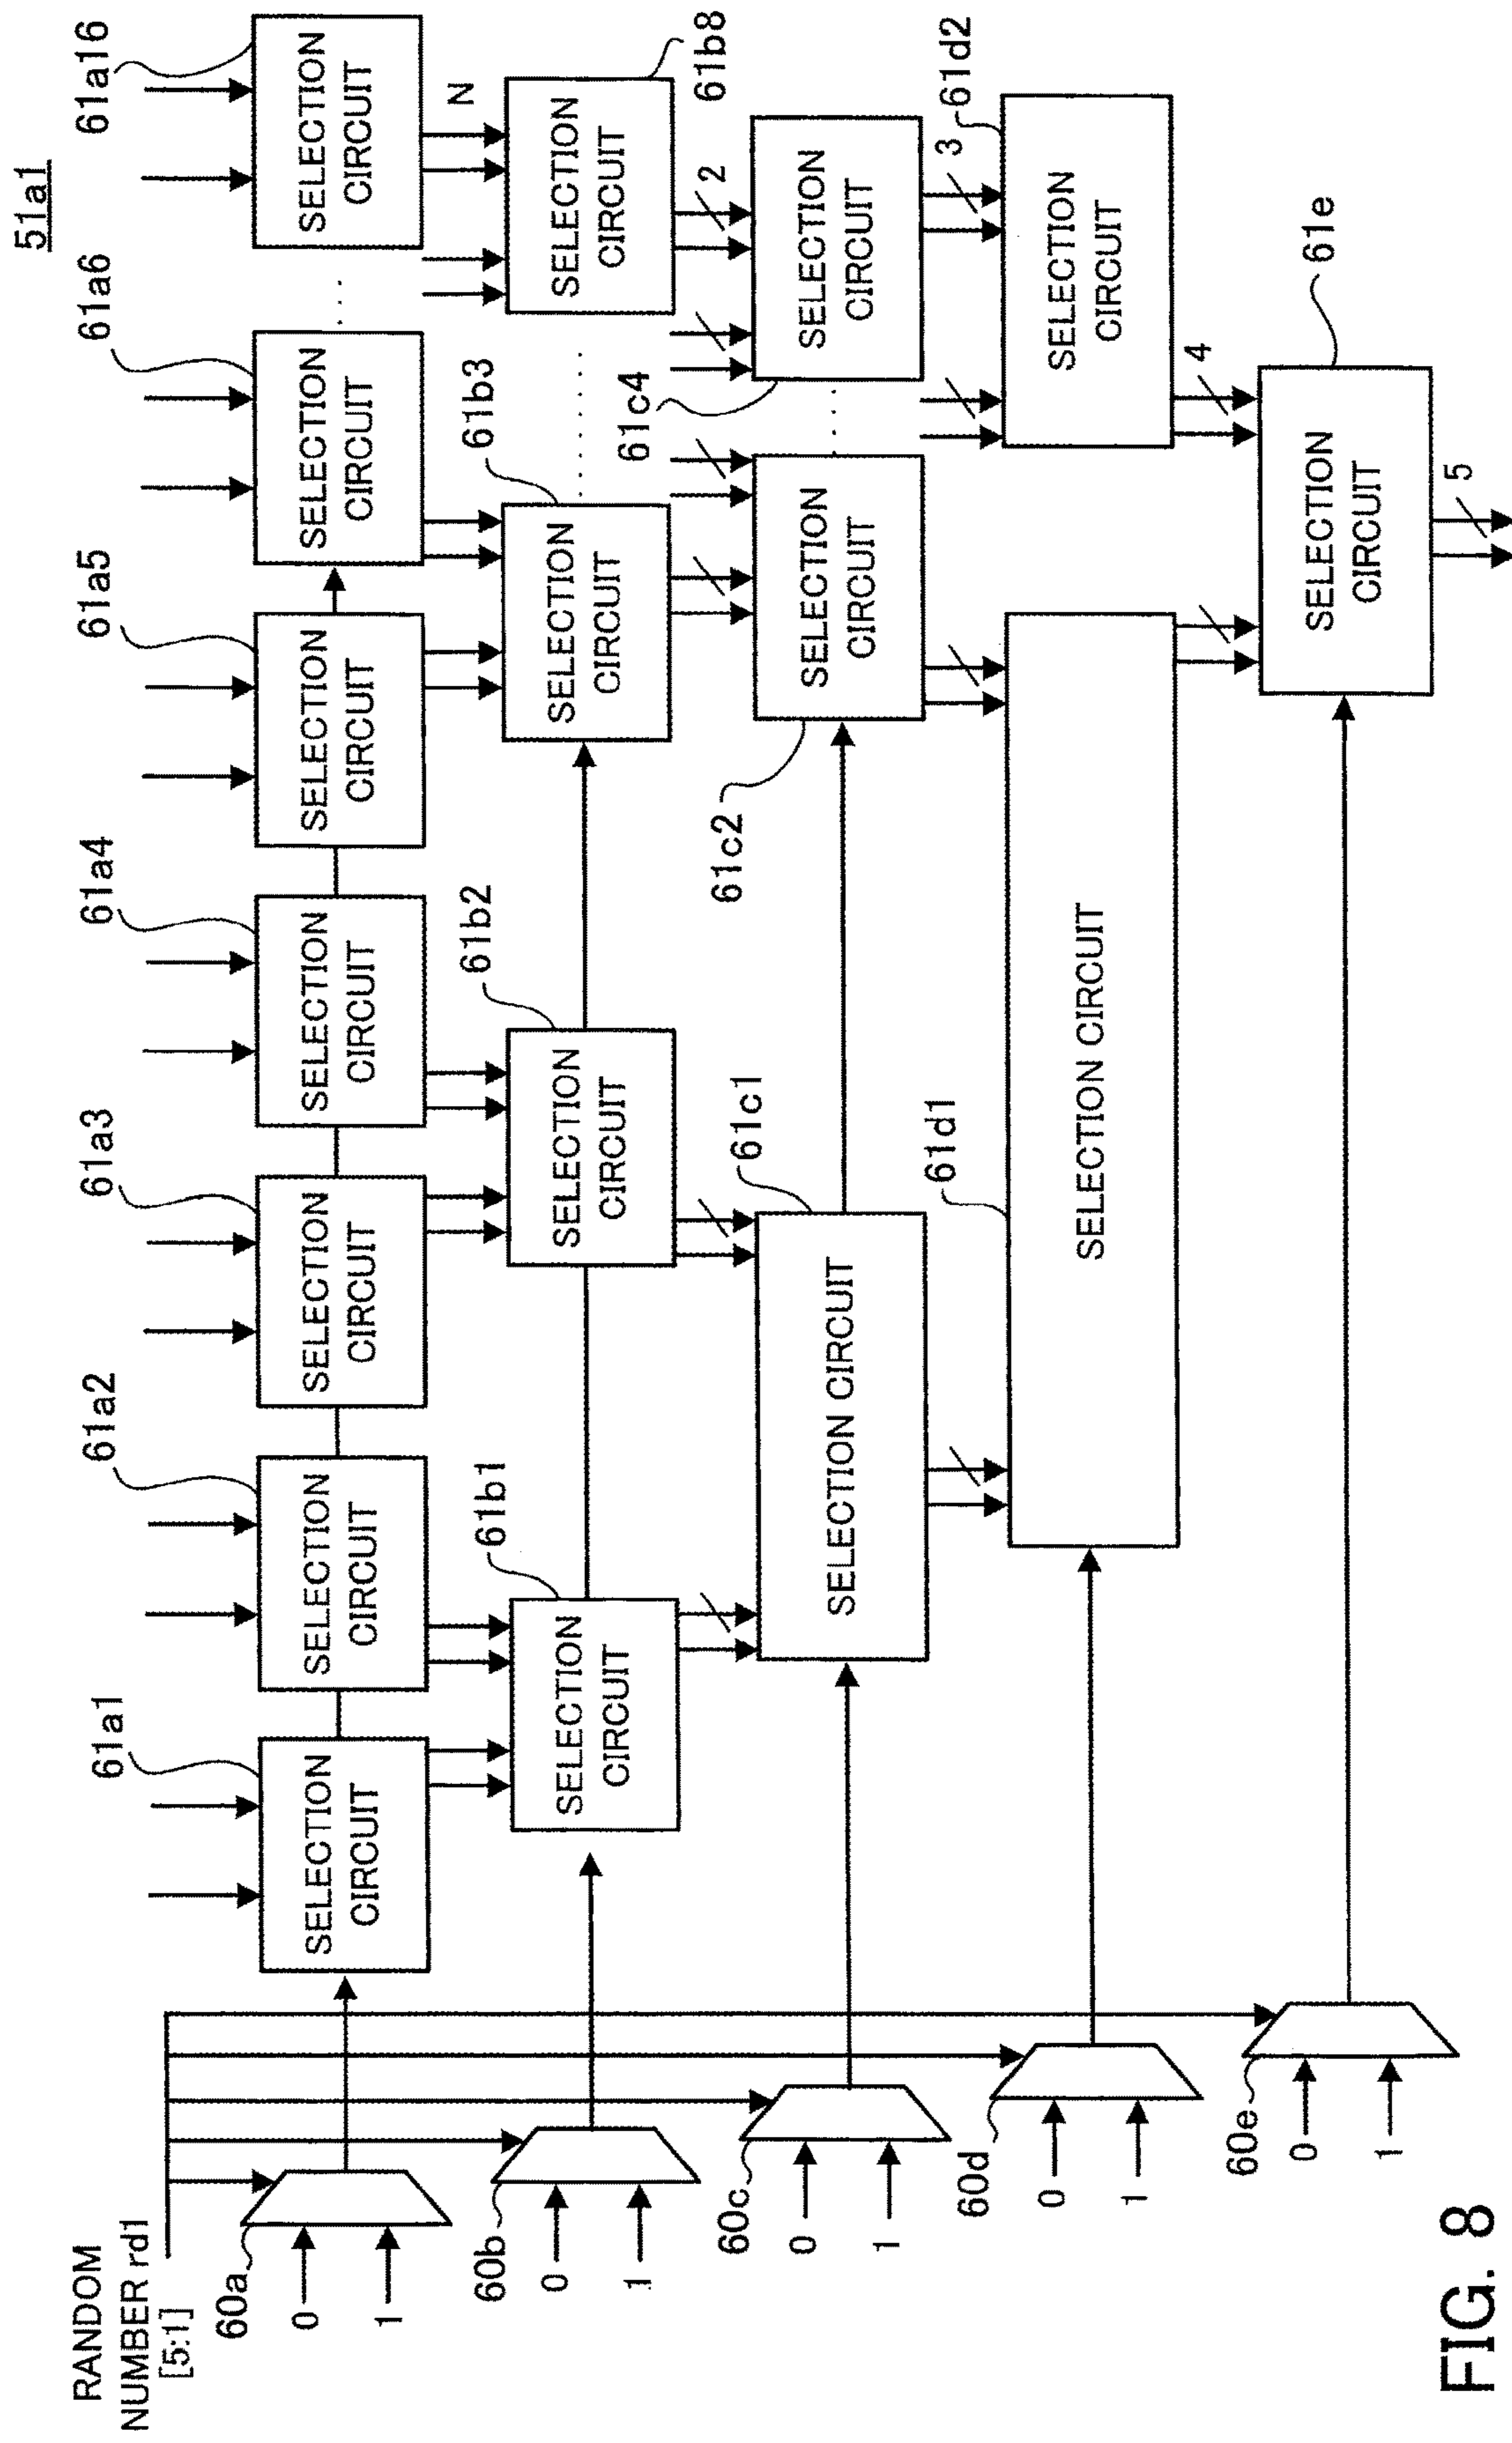 51a1
RANDOM
NUMBER rd1
[5:1]
61a1
61a2
61a3
61a4
61a5
61a6
61a16
SELECTION
CIRCUIT
SELECTION
CIRCUIT
SELECTION
CIRCUIT
SELECTION
CIRCUIT
SELECTION
CIRCUIT
SELECTION
CIRCUIT
SELECTION
CIRCUIT
60a
0
1
N
61b1
61b2
61b3
61b8
SELECTION
CIRCUIT
SELECTION
CIRCUIT
SELECTION
CIRCUIT
SELECTION
CIRCUIT
60b
0
1
2
61c1
61c2
61c4
SELECTION CIRCUIT
SELECTION
CIRCUIT
SELECTION
CIRCUIT
60c
0
1
3
61d1
61d2
SELECTION CIRCUIT
SELECTION
CIRCUIT
60d
0
1
4
61e
SELECTION
CIRCUIT
60e
0
1
5
FIG. 8